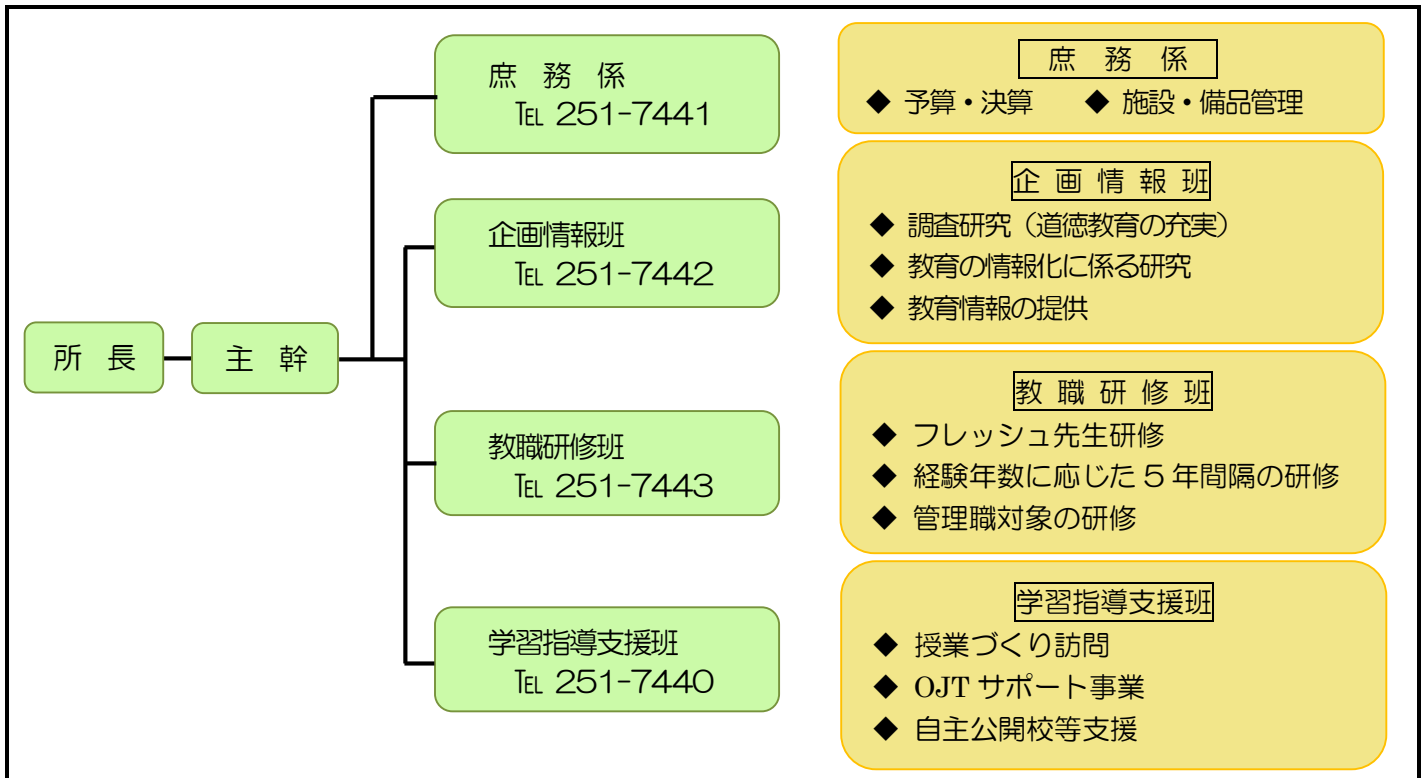 所 長
主 幹
庶 務 係
℡ 251-7441
企画情報班
℡ 251-7442
教職研修班
℡ 251-7443
学習指導支援班
℡ 251-7440
庶 務 係
◆ 予算・決算 ◆ 施設・備品管理
企 画 情 報 班
◆ 調査研究（道徳教育の充実）
◆ 教育の情報化に係る研究
◆ 教育情報の提供
教 職 研 修 班
◆ フレッシュ先生研修
◆ 経験年数に応じた 5 年間隔の研修
◆ 管理職対象の研修
学習指導支援班
◆ 授業づくり訪問
◆ OJT サポート事業
◆ 自主公開校等支援